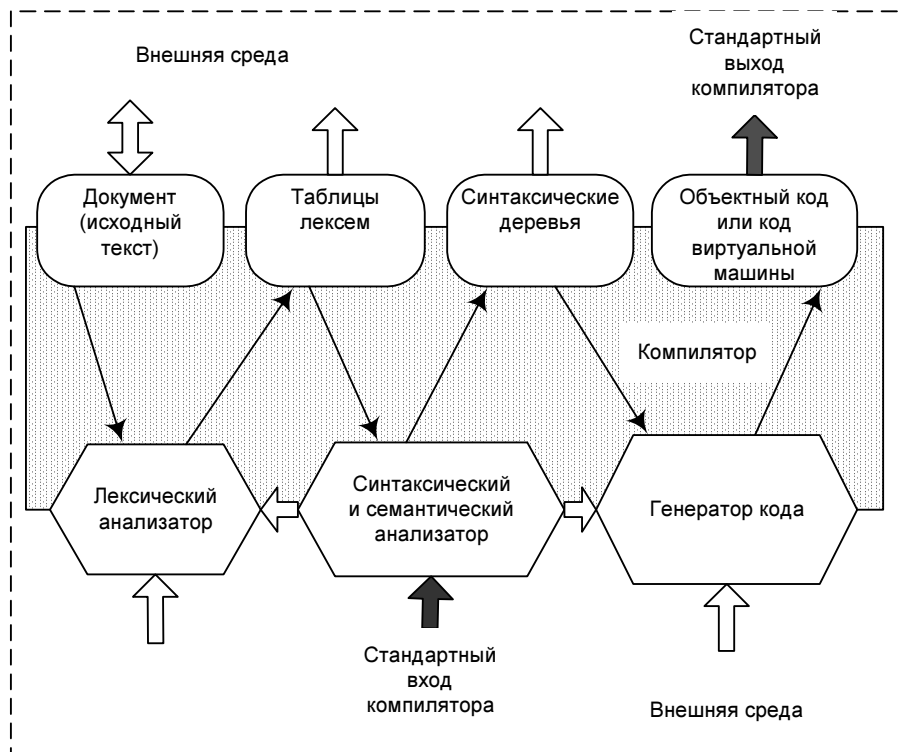 Внешняя среда
Стандартный
выход
компилятора
Документ
(исходный
текст)
Таблицы
лексем
Синтаксические
деревья
Объектный код
или код
виртуальной
машины
Компилятор
Лексический
анализатор
Синтаксический
и семантический
анализатор
Генератор кода
Стандартный
вход
компилятора
Внешняя среда